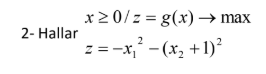 x ≥ 0 / z = g(x) → max
2- Hallar
z = −x₁² − (x₂ + 1)²